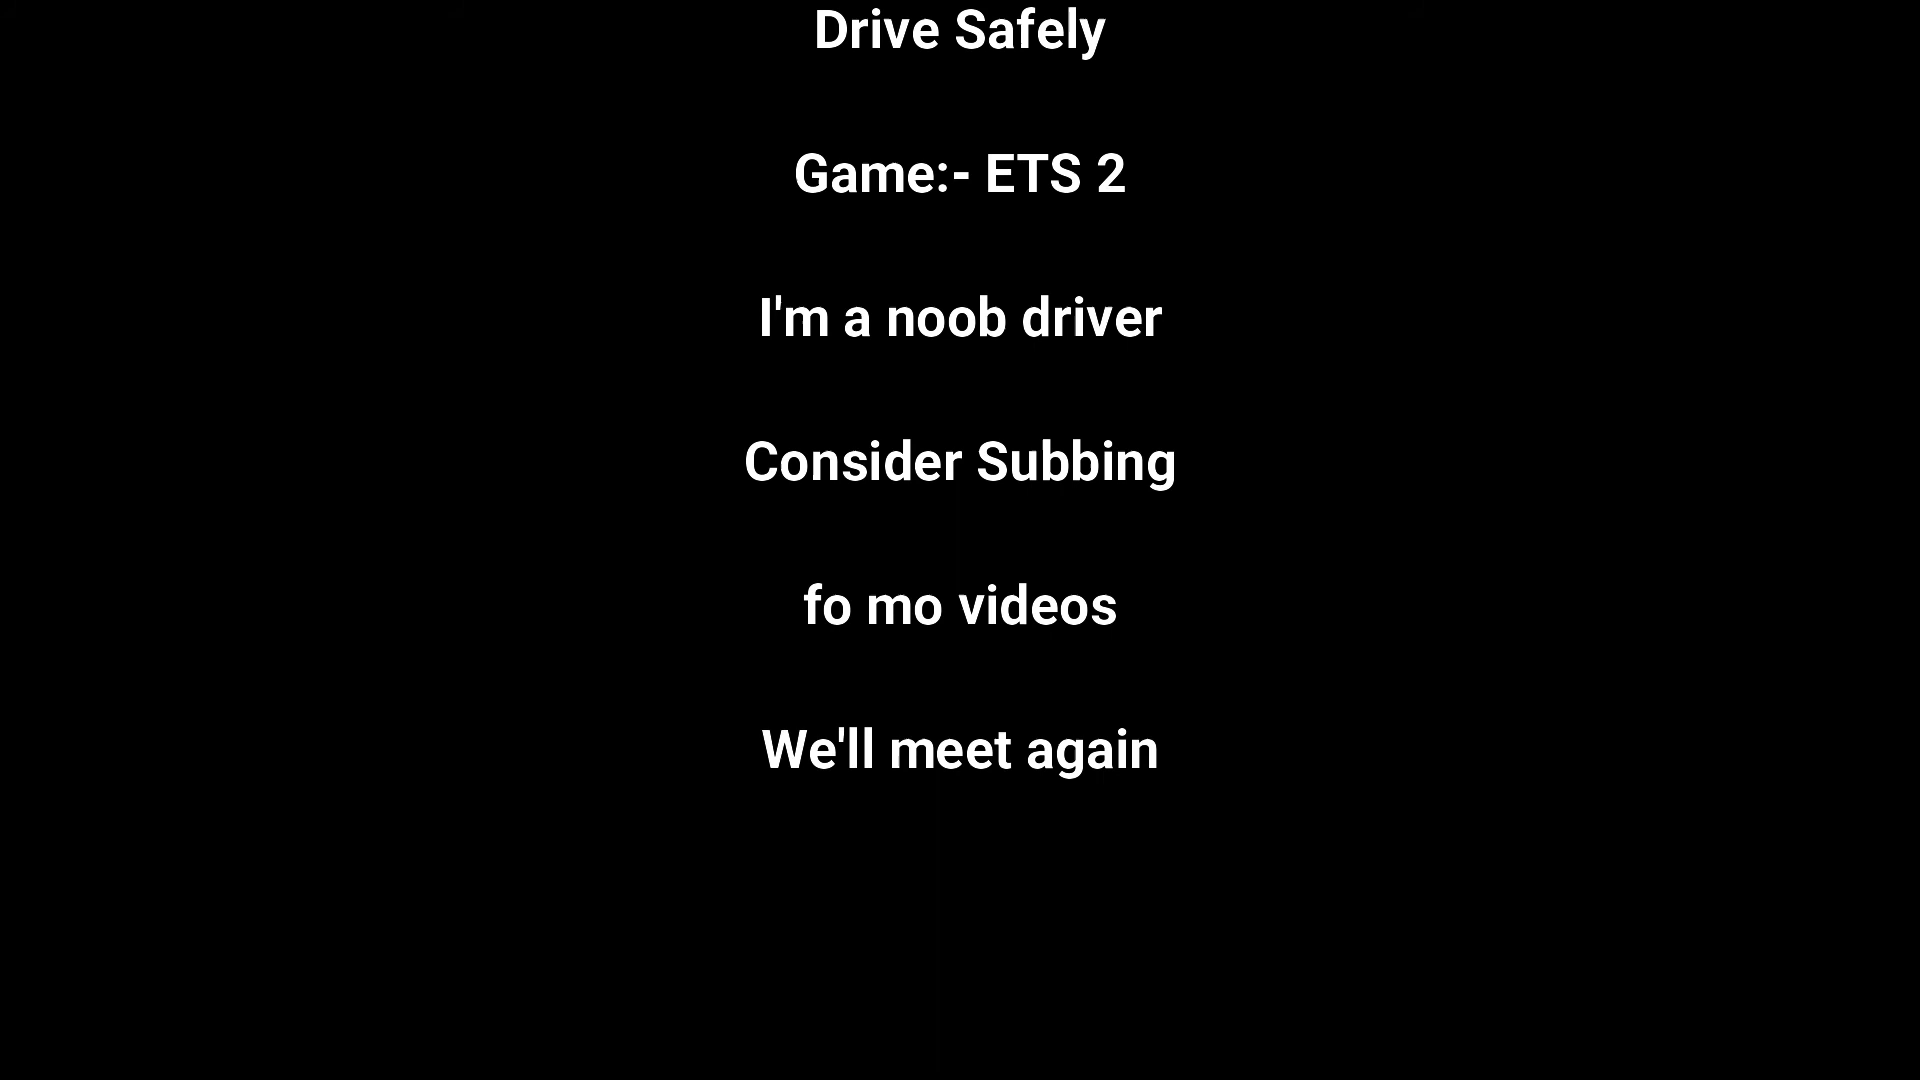 Drive Safely
Game:- ETS 2
I'm a noob driver
Consider Subbing
fo mo videos
We'll meet again